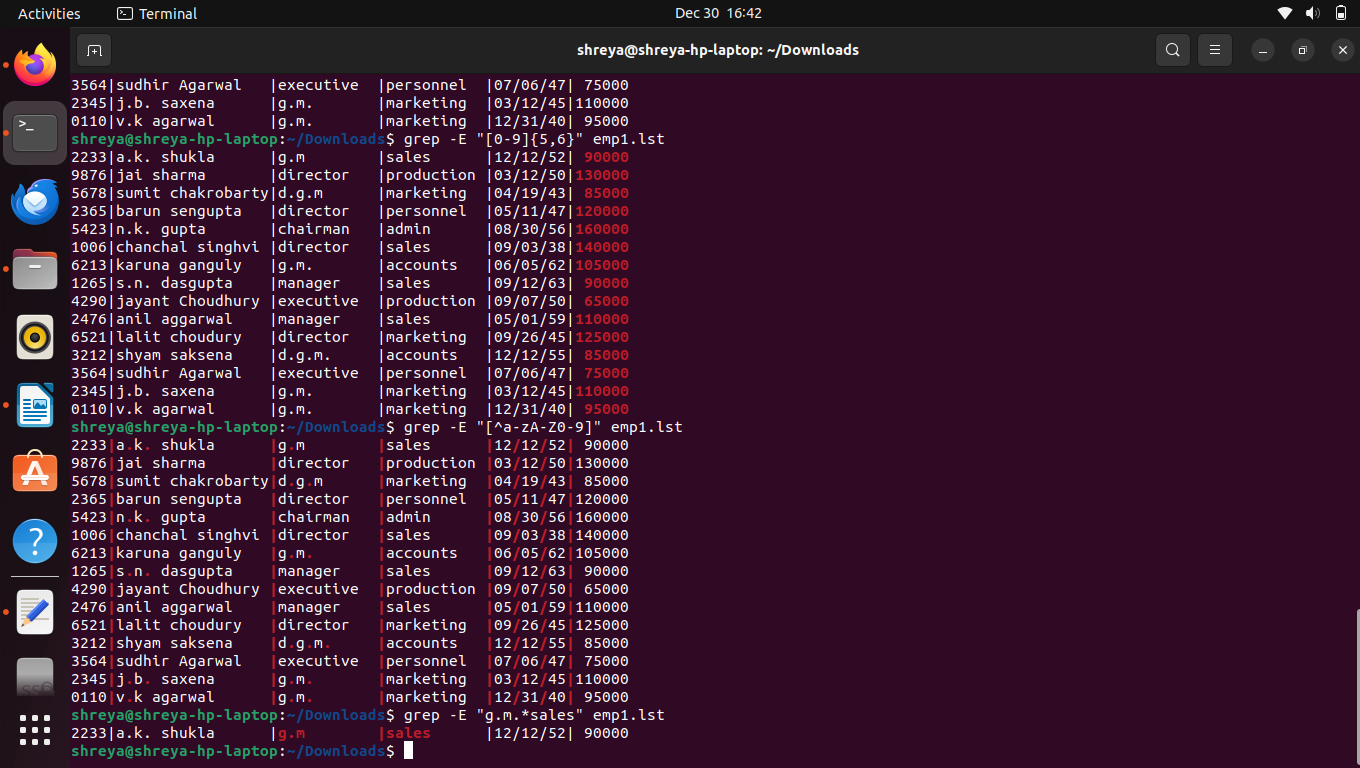 Activities Terminal Dec 30 16:42
shreya@shreya-hp-laptop: ~/Downloads
3564|sudhir Agarwal   |executive  |personnel  |07/06/47| 75000
2345|j.b. saxena      |g.m.       |marketing  |03/12/45|110000
0110|v.k agarwal      |g.m.       |marketing  |12/31/40| 95000
shreya@shreya-hp-laptop:~/Downloads$ grep -E "[0-9]{5,6}" emp1.lst
2233|a.k. shukla      |g.m        |sales      |12/12/52| 90000
9876|jai sharma       |director   |production |03/12/50|130000
5678|sumit chakrobarty|d.g.m      |marketing  |04/19/43| 85000
2365|barun sengupta   |director   |personnel  |05/11/47|120000
5423|n.k. gupta       |chairman   |admin      |08/30/56|160000
1006|chanchal singhvi |director   |sales      |09/03/38|140000
6213|karuna ganguly   |g.m.       |accounts   |06/05/62|105000
1265|s.n. dasgupta    |manager    |sales      |09/12/63| 90000
4290|jayant Choudhury |executive  |production |09/07/50| 65000
2476|anil aggarwal    |manager    |sales      |05/01/59|110000
6521|lalit choudury   |director   |marketing  |09/26/45|125000
3212|shyam saksena    |d.g.m.     |accounts   |12/12/55| 85000
3564|sudhir Agarwal   |executive  |personnel  |07/06/47| 75000
2345|j.b. saxena      |g.m.       |marketing  |03/12/45|110000
0110|v.k agarwal      |g.m.       |marketing  |12/31/40| 95000
shreya@shreya-hp-laptop:~/Downloads$ grep -E "[^a-zA-Z0-9]" emp1.lst
2233|a.k. shukla      |g.m        |sales      |12/12/52| 90000
9876|jai sharma       |director   |production |03/12/50|130000
5678|sumit chakrobarty|d.g.m      |marketing  |04/19/43| 85000
2365|barun sengupta   |director   |personnel  |05/11/47|120000
5423|n.k. gupta       |chairman   |admin      |08/30/56|160000
1006|chanchal singhvi |director   |sales      |09/03/38|140000
6213|karuna ganguly   |g.m.       |accounts   |06/05/62|105000
1265|s.n. dasgupta    |manager    |sales      |09/12/63| 90000
4290|jayant Choudhury |executive  |production |09/07/50| 65000
2476|anil aggarwal    |manager    |sales      |05/01/59|110000
6521|lalit choudury   |director   |marketing  |09/26/45|125000
3212|shyam saksena    |d.g.m.     |accounts   |12/12/55| 85000
3564|sudhir Agarwal   |executive  |personnel  |07/06/47| 75000
2345|j.b. saxena      |g.m.       |marketing  |03/12/45|110000
0110|v.k agarwal      |g.m.       |marketing  |12/31/40| 95000
shreya@shreya-hp-laptop:~/Downloads$ grep -E "g.m.*sales" emp1.lst
2233|a.k. shukla      |g.m        |sales      |12/12/52| 90000
shreya@shreya-hp-laptop:~/Downloads$